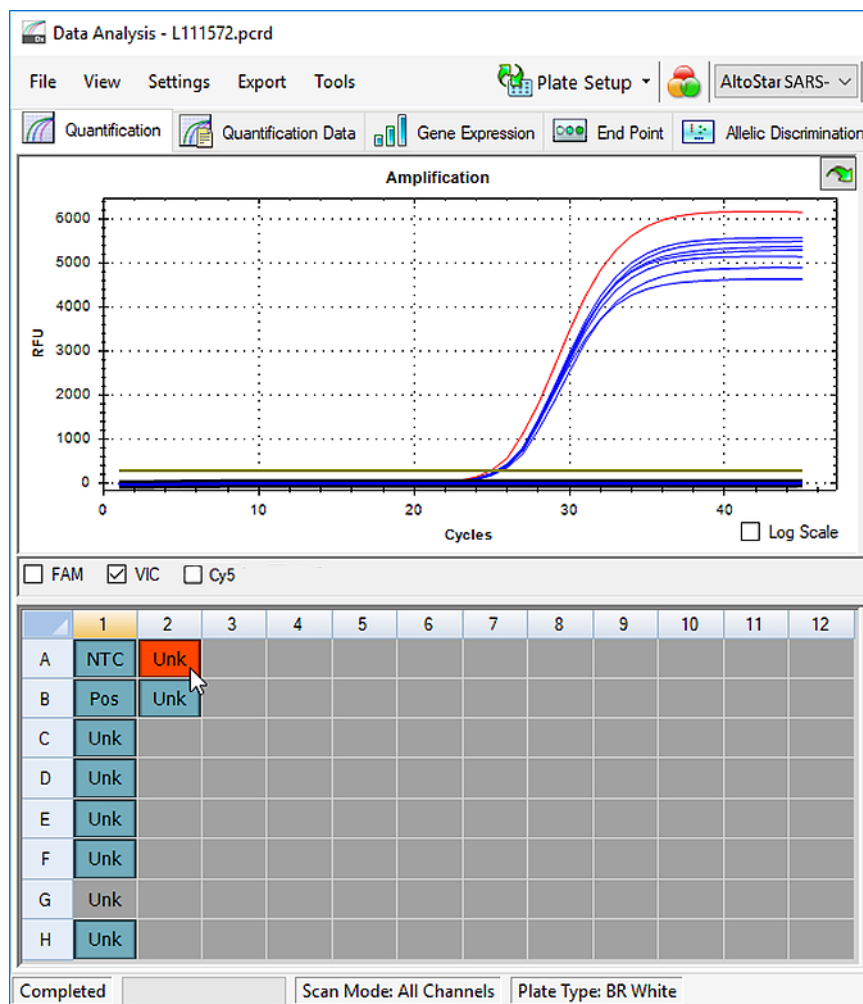 Data Analysis - L111572.pcrd
File View Settings Export Tools Plate Setup AltoStar SARS-
Quantification Quantification Data Gene Expression End Point Allelic Discrimination
Amplification
6000
5000
4000
3000
2000
1000
0
RFU
0 10 20 30 40
Cycles
Log Scale
FAM VIC Cy5
1 2 3 4 5 6 7 8 9 10 11 12
A NTC Unk
B Pos Unk
C Unk
D Unk
E Unk
F Unk
G Unk
H Unk
Completed Scan Mode: All Channels Plate Type: BR White